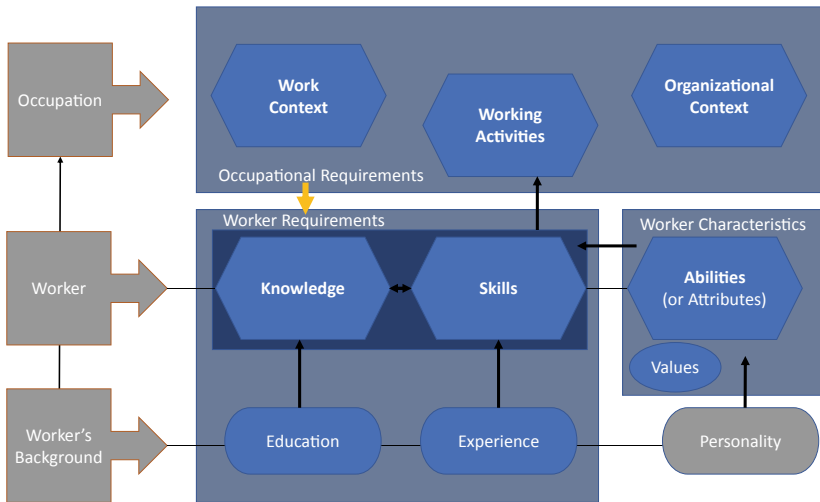 Occupation
Work
Context
Working
Activities
Organizational
Context
Occupational Requirements
Worker Requirements
Worker Characteristics
Worker
Knowledge
Skills
Abilities
(or Attributes)
Values
Worker's
Background
Education
Experience
Personality